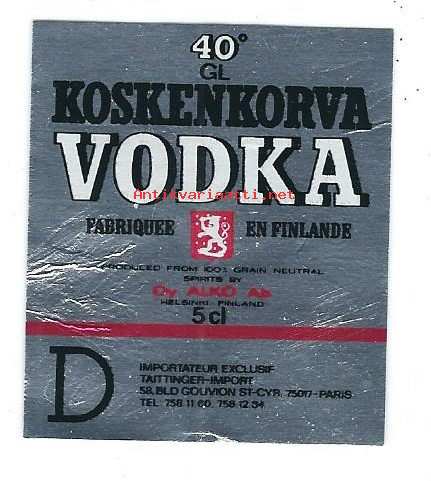 40°
GL
KOSKENKORVA
VODKA
Antikvariaatti.net
FABRIQUEE EN FINLANDE
PRODUCED FROM 100% GRAIN NEUTRAL
SPIRITS BY
Oy ALKO Ab
HELSINKI FINLAND
5 cl
D
IMPORTATEUR EXCLUSIF
TAITTINGER-IMPORT
58, BLD GOUVION ST-CYR, 75017-PARIS
TEL 758 11 60, 758 12 34